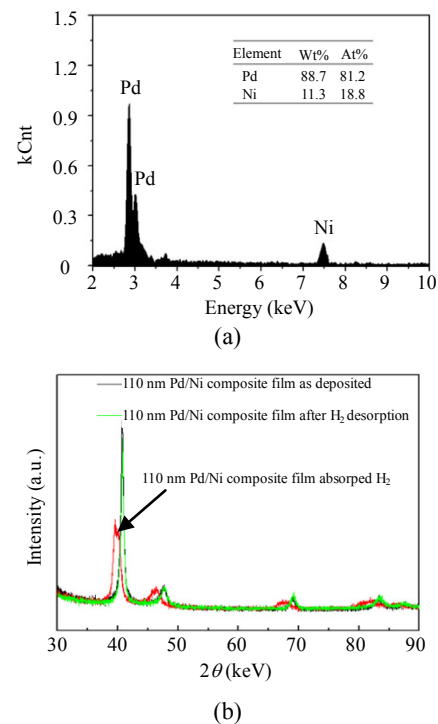 (a)
1.5
1.2
0.9
0.6
0.3
0
kCnt
Element Wt% At%
Pd 88.7 81.2
Ni 11.3 18.8
Pd
Pd
Ni
2 3 4 5 6 7 8 9 10
Energy (keV)
(a)
110 nm Pd/Ni composite film as deposited
110 nm Pd/Ni composite film after H2 desorption
110 nm Pd/Ni composite film absorped H2
Intensity (a.u.)
30 40 50 60 70 80 90
2θ (keV)
(b)